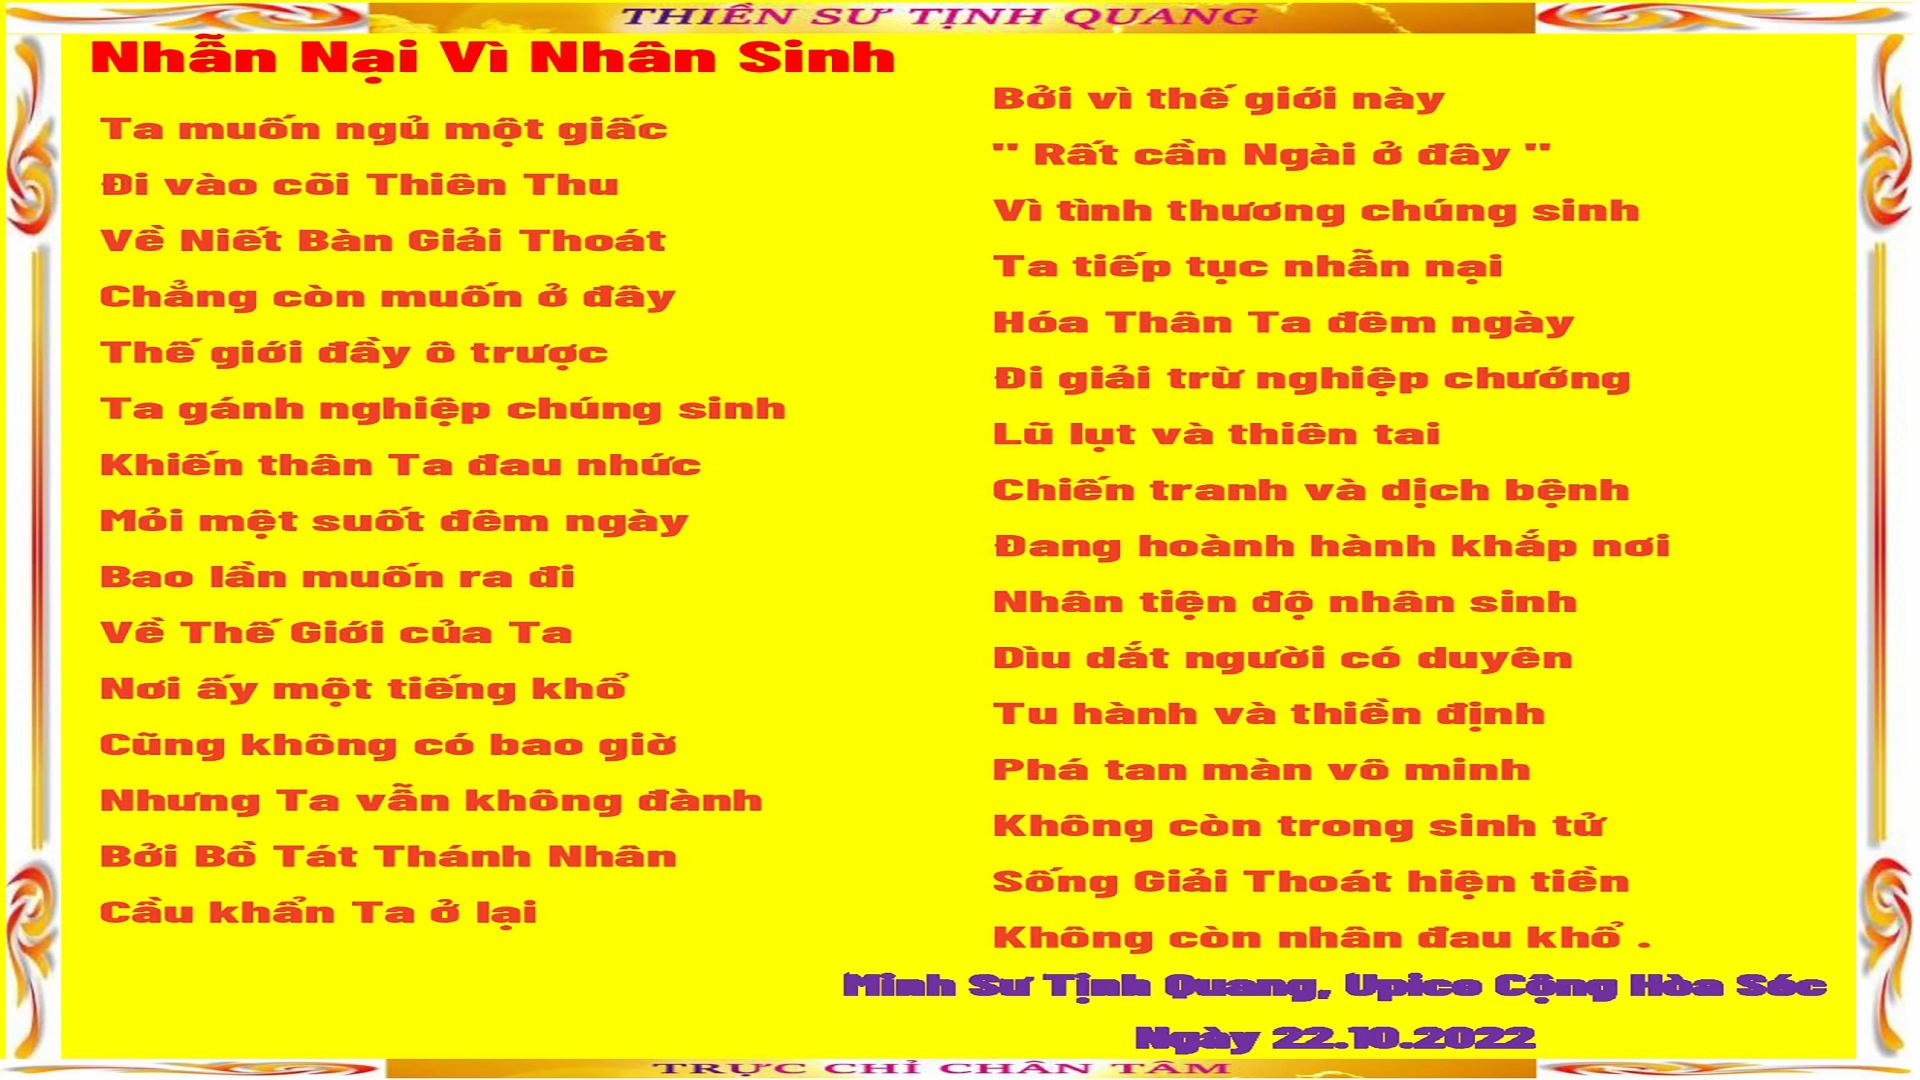 THIỀN SƯ TỊNH QUANG
Nhẫn Nại Vì Nhân Sinh
Ta muốn ngủ một giấc
Đi vào cõi Thiên Thu
Về Niết Bàn Giải Thoát
Chẳng còn muốn ở đây
Thế giới đầy ô trược
Ta gánh nghiệp chúng sinh
Khiến thân Ta đau nhức
Mỏi mệt suốt đêm ngày
Bao lần muốn ra đi
Về Thế Giới của Ta
Nơi ấy một tiếng khổ
Cũng không có bao giờ
Nhưng Ta vẫn không đành
Bởi Bồ Tát Thánh Nhân
Cầu khẩn Ta ở lại
Bởi vì thế giới này
" Rất cần Ngài ở đây "
Vì tình thương chúng sinh
Ta tiếp tục nhẫn nại
Hóa Thân Ta đêm ngày
Đi giải trừ nghiệp chướng
Lũ lụt và thiên tai
Chiến tranh và dịch bệnh
Đang hoành hành khắp nơi
Nhân tiện độ nhân sinh
Dìu dắt người có duyên
Tu hành và thiền định
Phá tan màn vô minh
Không còn trong sinh tử
Sống Giải Thoát hiện tiền
Không còn nhân đau khổ .
Minh Sư Tịnh Quang, Upice Cộng Hòa Séc
Ngày 22.10.2022
TRỰC CHỈ CHÂN TÂM